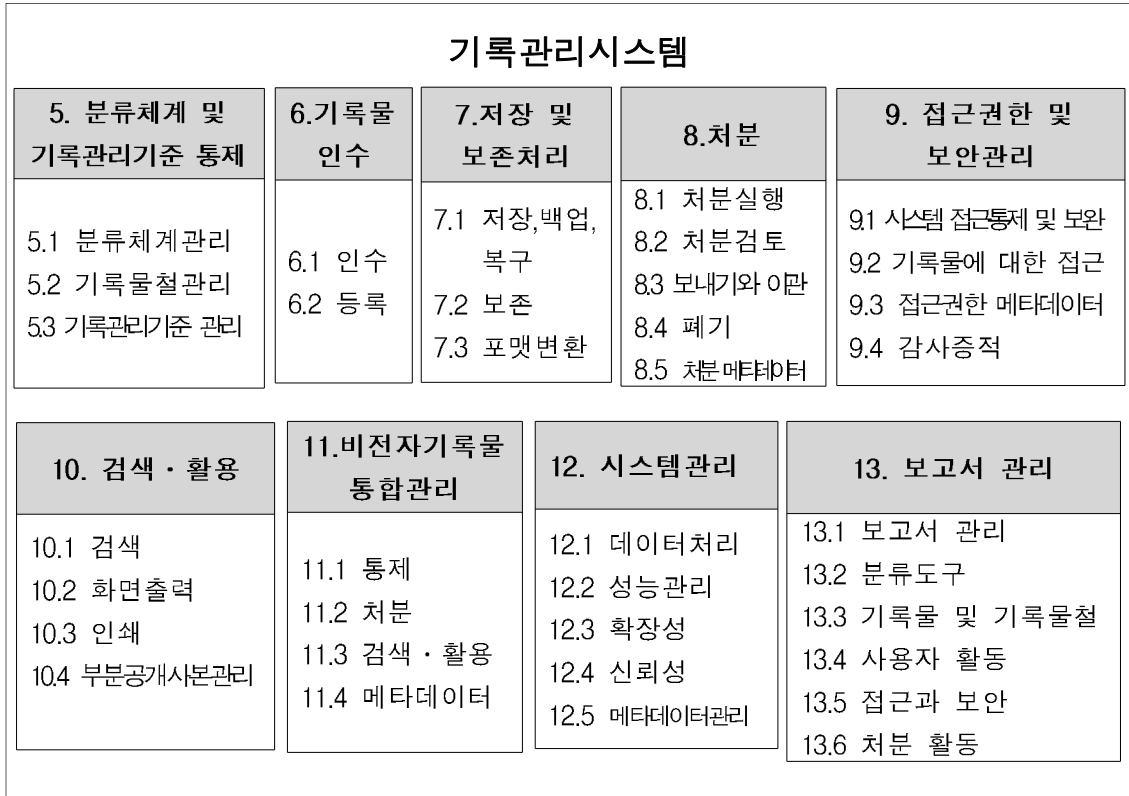 기록관리시스템
5. 분류체계 및
기록관리기준 통제
5.1 분류체계관리
5.2 기록물철관리
5.3 기록관리기준 관리
6.기록물
인수
6.1 인수
6.2 등록
7.저장 및
보존처리
7.1 저장,백업,
복구
7.2 보존
7.3 포맷변환
8.처분
8.1 처분실행
8.2 처분검토
8.3 보내기와 이관
8.4 폐기
8.5 처분 메타데이터
9. 접근권한 및
보안관리
9.1 시스템 접근통제 및 보완
9.2 기록물에 대한 접근
9.3 접근권한 메타데이터
9.4 감사증적
10. 검색・활용
10.1 검색
10.2 화면출력
10.3 인쇄
10.4 부분공개사본관리
11.비전자기록물
통합관리
11.1 통제
11.2 처분
11.3 검색・활용
11.4 메타데이터
12. 시스템관리
12.1 데이터처리
12.2 성능관리
12.3 확장성
12.4 신뢰성
12.5 메타데이터관리
13. 보고서 관리
13.1 보고서 관리
13.2 분류도구
13.3 기록물 및 기록물철
13.4 사용자 활동
13.5 접근과 보안
13.6 처분 활동